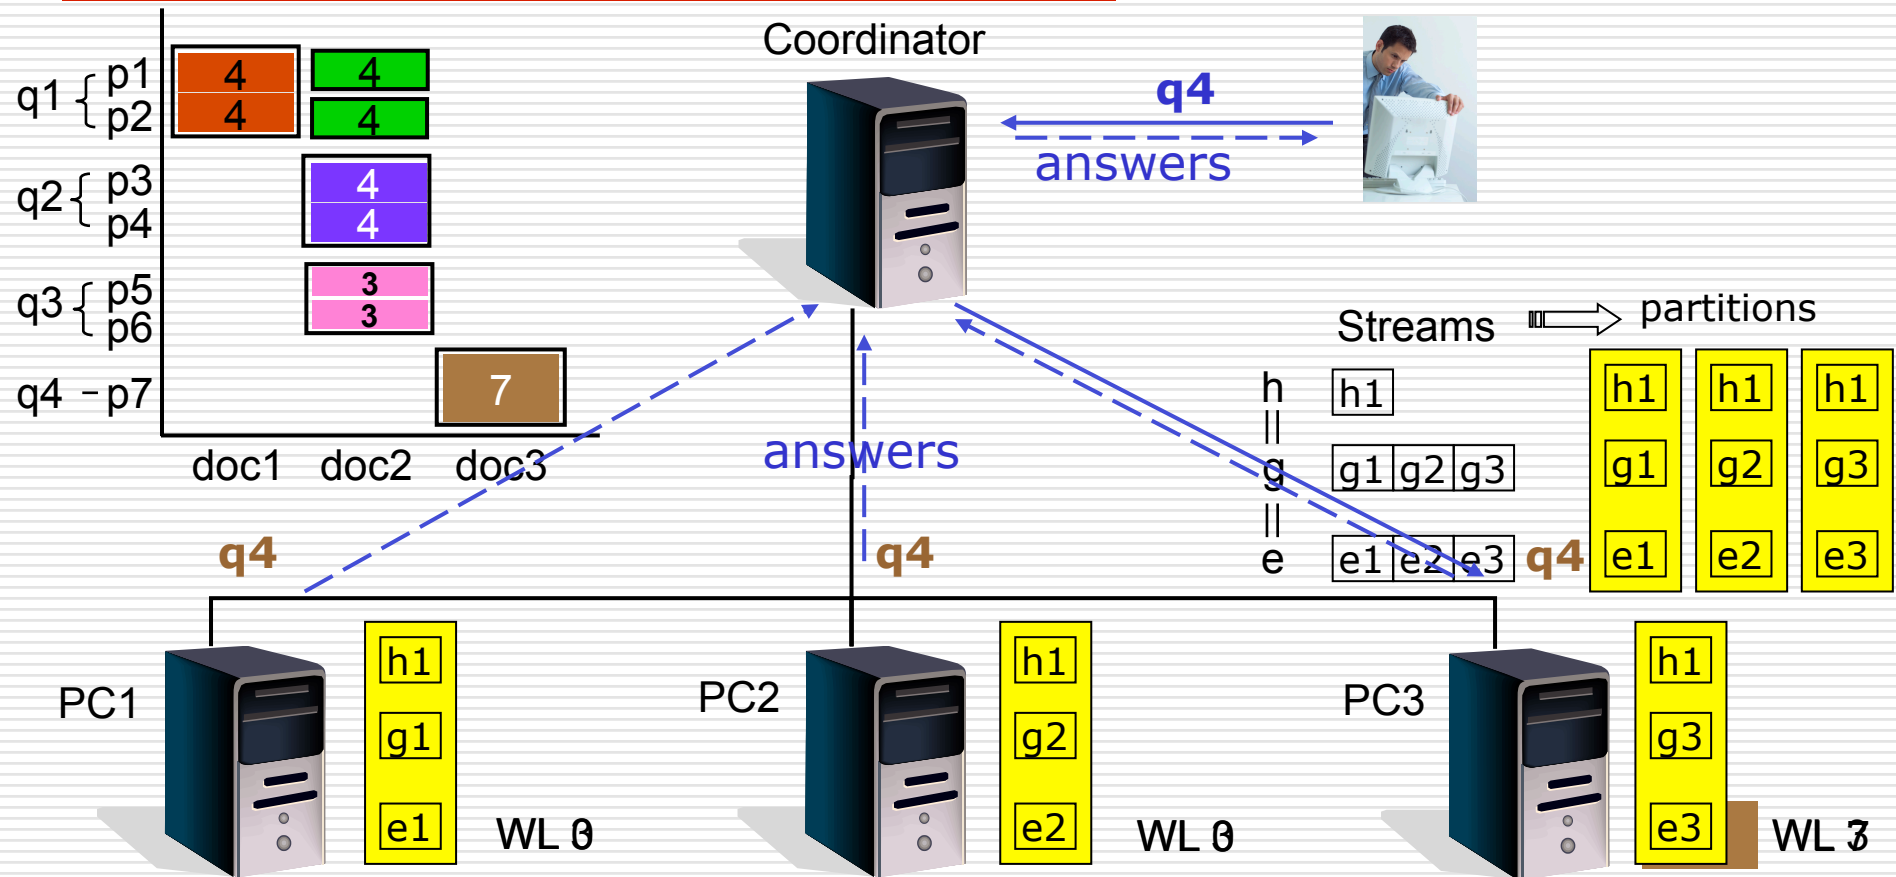 Coordinator
q4
answers
q1 { p1
p2
4
4
4
4
q2 { p3
p4
4
4
q3 { p5
p6
3
3
q4 - p7
7
doc1 doc2 doc3
answers
q4
q4
q4
Streams
partitions
h
h1
g
g1 g2 g3
e
e1 e2 e3
h1 h1 h1
g1 g2 g3
e1 e2 e3
PC1
h1
g1
e1
WL
PC2
h1
g2
e2
WL
PC3
h1
g3
e3
WL